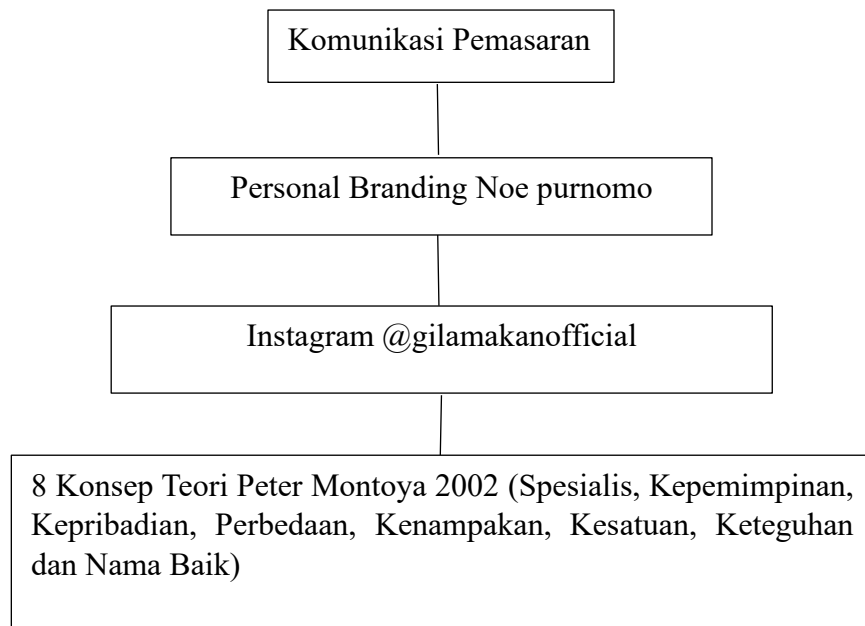 Komunikasi Pemasaran
Personal Branding Noe purnomo
Instagram @gilamakanofficial
8 Konsep Teori Peter Montoya 2002 (Spesialis, Kepemimpinan,
Kepribadian, Perbedaan, Kenampakan, Kesatuan, Keteguhan
dan Nama Baik)